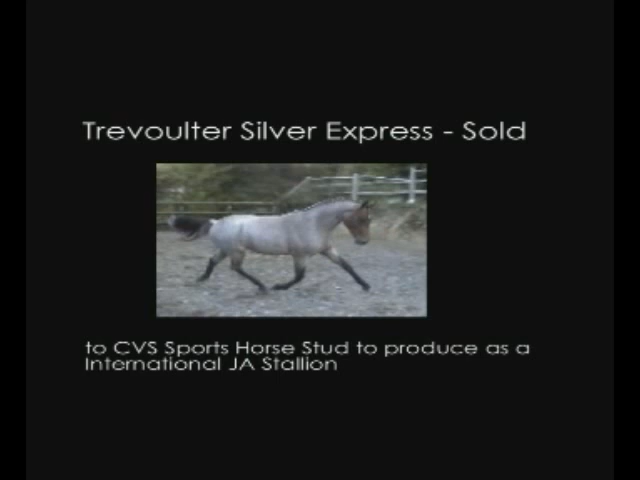 Trevoulter Silver Express - Sold
to CVS Sports Horse Stud to produce as a
International JA Stallion